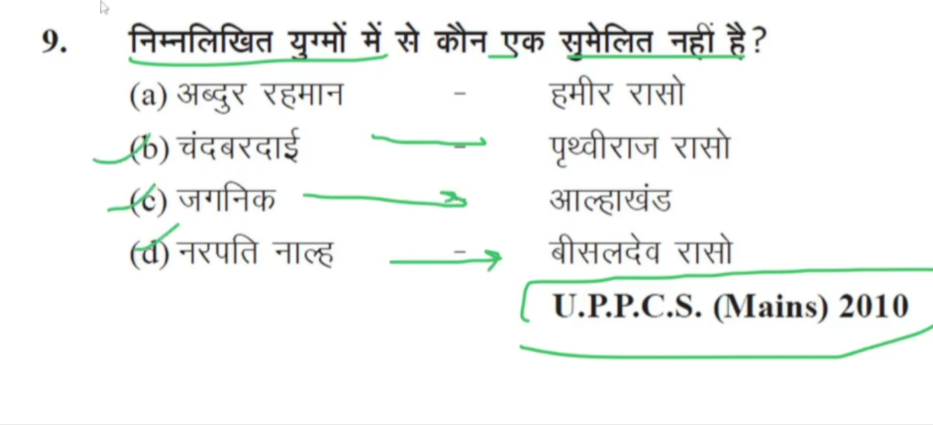 9. निम्नलिखित युग्मों में से कौन एक सुमेलित नहीं है?
(a) अब्दुर रहमान - हमीर रासो
(b) चंदबरदाई - पृथ्वीराज रासो
(c) जगनिक - आल्हाखंड
(d) नरपति नाल्ह - बीसलदेव रासो
U.P.P.C.S. (Mains) 2010